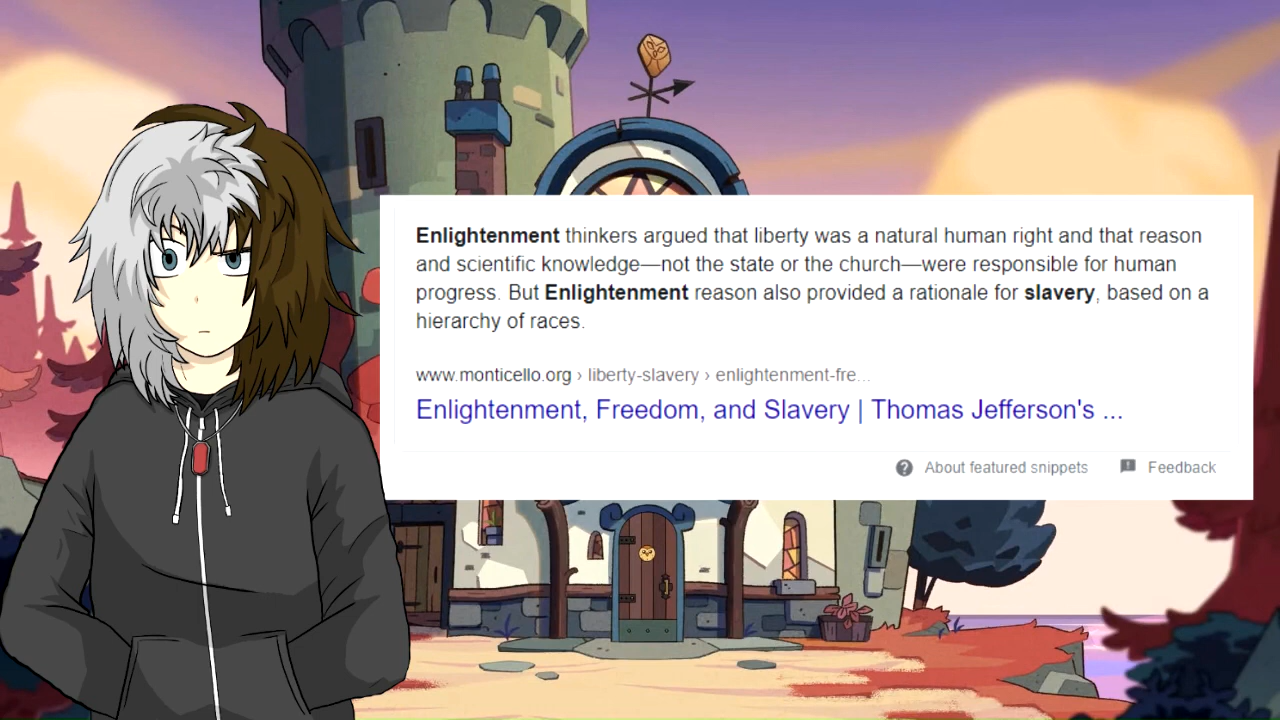 Enlightenment thinkers argued that liberty was a natural human right and that reason
and scientific knowledge—not the state or the church—were responsible for human
progress. But Enlightenment reason also provided a rationale for slavery, based on a
hierarchy of races.
www.monticello.org › liberty-slavery › enlightenment-fre...
Enlightenment, Freedom, and Slavery | Thomas Jefferson's ...
About featured snippets Feedback